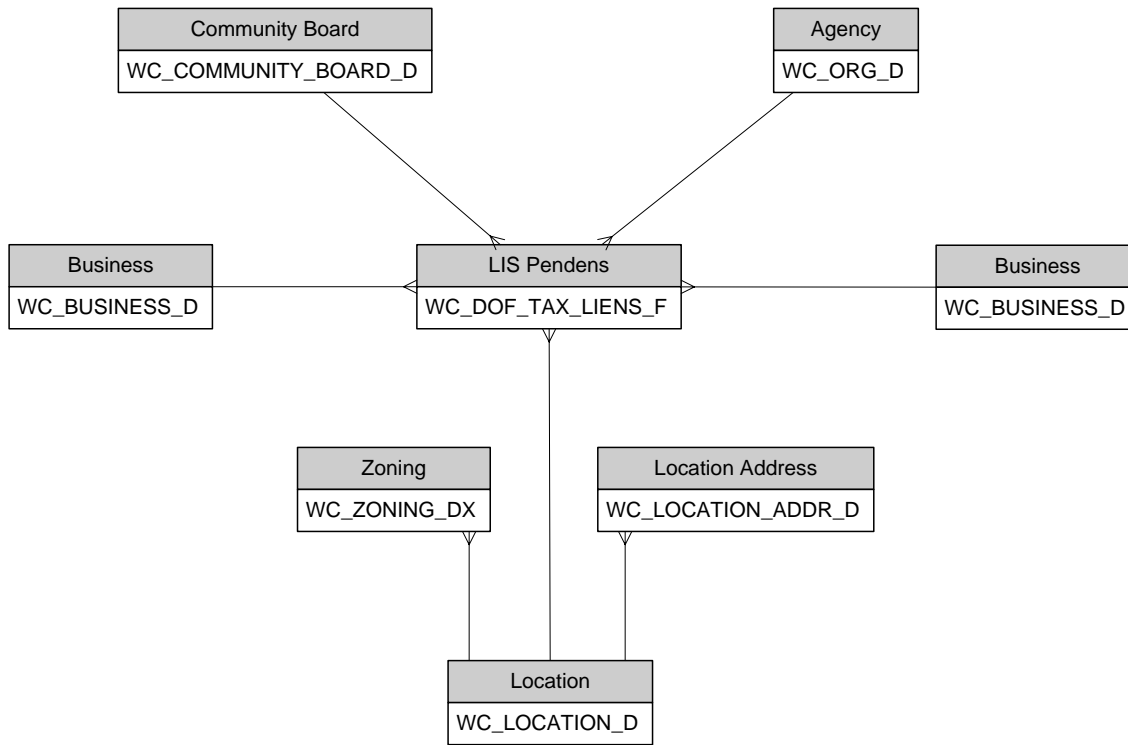 Community Board
WC_COMMUNITY_BOARD_D
Agency
WC_ORG_D
Business
WC_BUSINESS_D
LIS Pendens
WC_DOF_TAX_LIENS_F
Business
WC_BUSINESS_D
Zoning
WC_ZONING_DX
Location Address
WC_LOCATION_ADDR_D
Location
WC_LOCATION_D